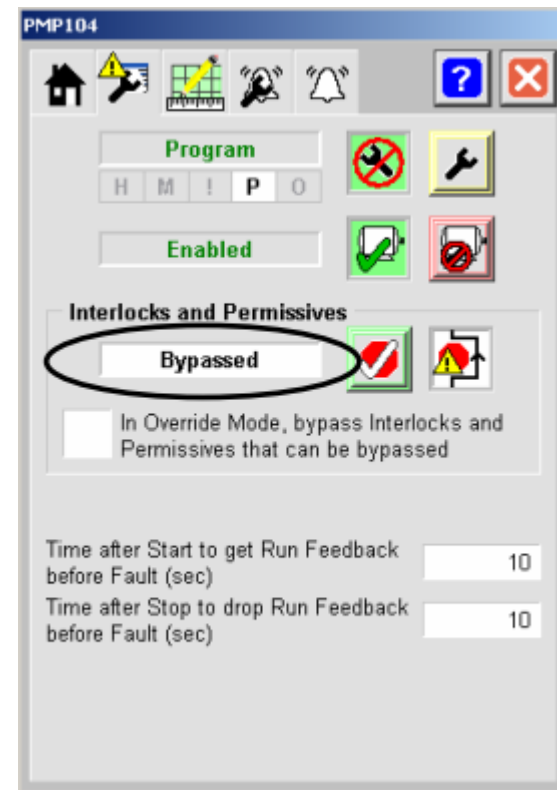 PMP104
?
Program
H M ! P O
Enabled
Interlocks and Permissives
Bypassed
In Override Mode, bypass Interlocks and
Permissives that can be bypassed
Time after Start to get Run Feedback
before Fault (sec)
10
Time after Stop to drop Run Feedback
before Fault (sec)
10